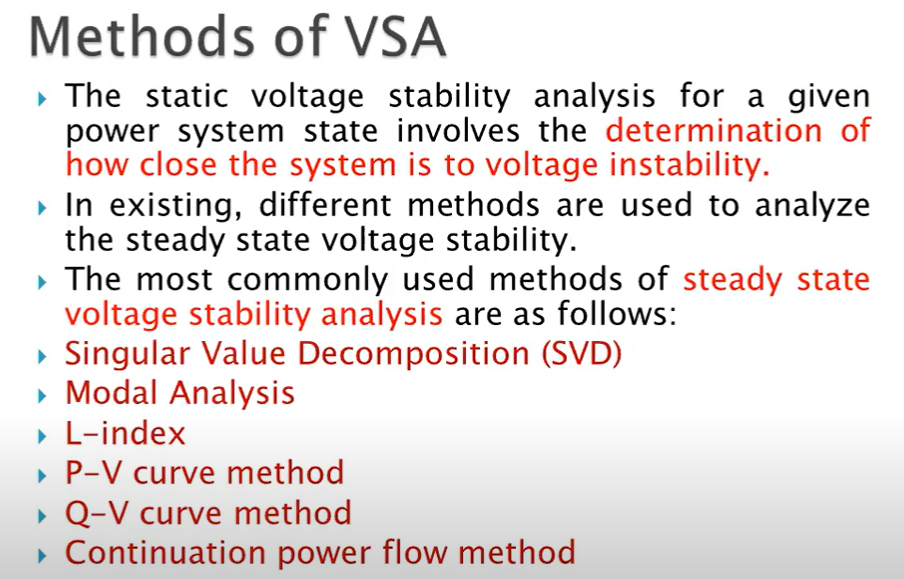 Methods of VSA
The static voltage stability analysis for a given
power system state involves the determination of
how close the system is to voltage instability.
In existing, different methods are used to analyze
the steady state voltage stability.
The most commonly used methods of steady state
voltage stability analysis are as follows:
Singular Value Decomposition (SVD)
Modal Analysis
L-index
P-V curve method
Q-V curve method
Continuation power flow method